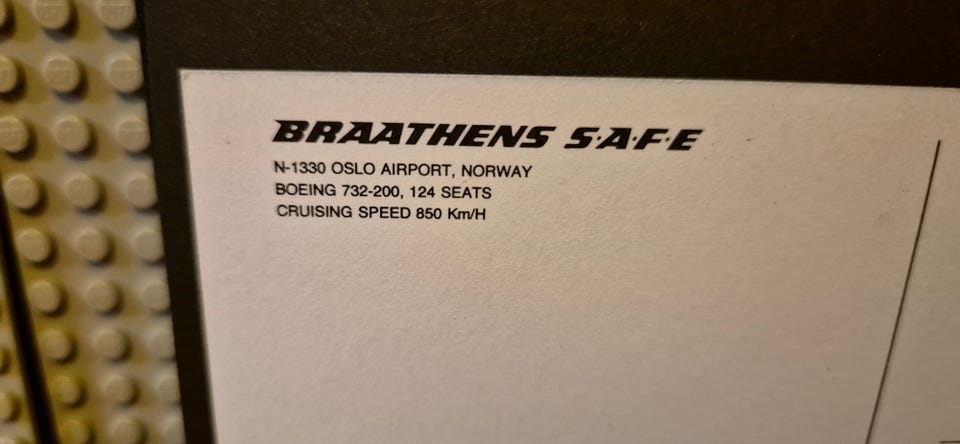 BRAATHENS S·A·F·E
N-1330 OSLO AIRPORT, NORWAY
BOEING 732-200, 124 SEATS
CRUISING SPEED 850 Km/H